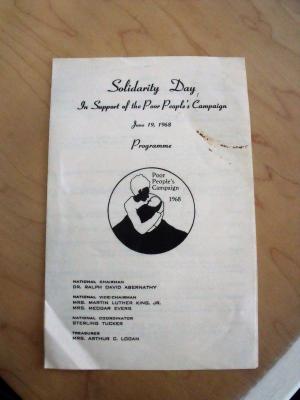 Solidarity Day
In Support of the Poor People's Campaign
June 19, 1968
Programme
Poor
People's
Campaign
1968
NATIONAL CHAIRMAN
DR. RALPH DAVID ABERNATHY
NATIONAL VICE-CHAIRMAN
MRS. MARTIN LUTHER KING, JR.
MRS. MEDGAR EVERS
NATIONAL COORDINATOR
STERLING TUCKER
TREASURER
MRS. ARTHUR C. LOGAN